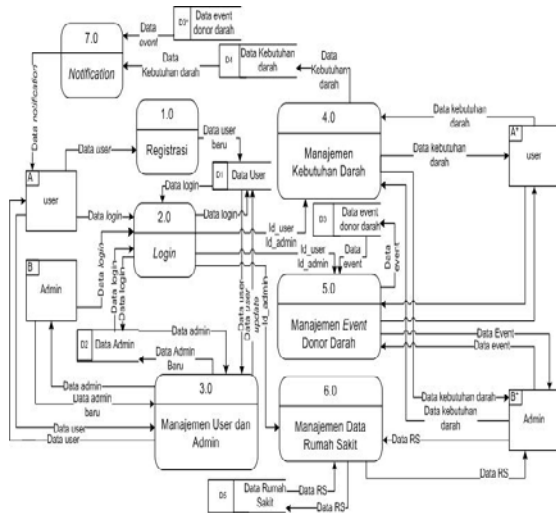 D3*
Data event
donor darah
Data
event
7.0
Notification
D4
Data Kebutuhan
darah
Data
Kebutuhan darah
Data
Kebutuhan
darah
Data notification
1.0
Registrasi
Data user
Data user
baru
D1
Data User
Data login
4.0
Manajemen
Kebutuhan Darah
Data kebutuhan
darah
Data kebutuhan
darah
A*
user
A
user
Data login
2.0
Login
Data login
Id_user
Id_admin
D3
Data event
donor darah
Data
event
Data
event
B
Admin
Data login
Data login
Data login
Id_user
Id_admin
Id_admin
Data user
Data user
update
5.0
Manajemen Event
Donor Darah
Data Event
Data event
D2
Data Admin
Data admin
Data Admin
Baru
3.0
Manajemen User dan
Admin
Data admin
Data admin
baru
Data user
Data user
6.0
Manajemen Data
Rumah Sakit
Data kebutuhan darah
Data kebutuhan
darah
B*
Admin
Data RS
Data RS
D5
Data Rumah
Sakit
Data RS
Data RS